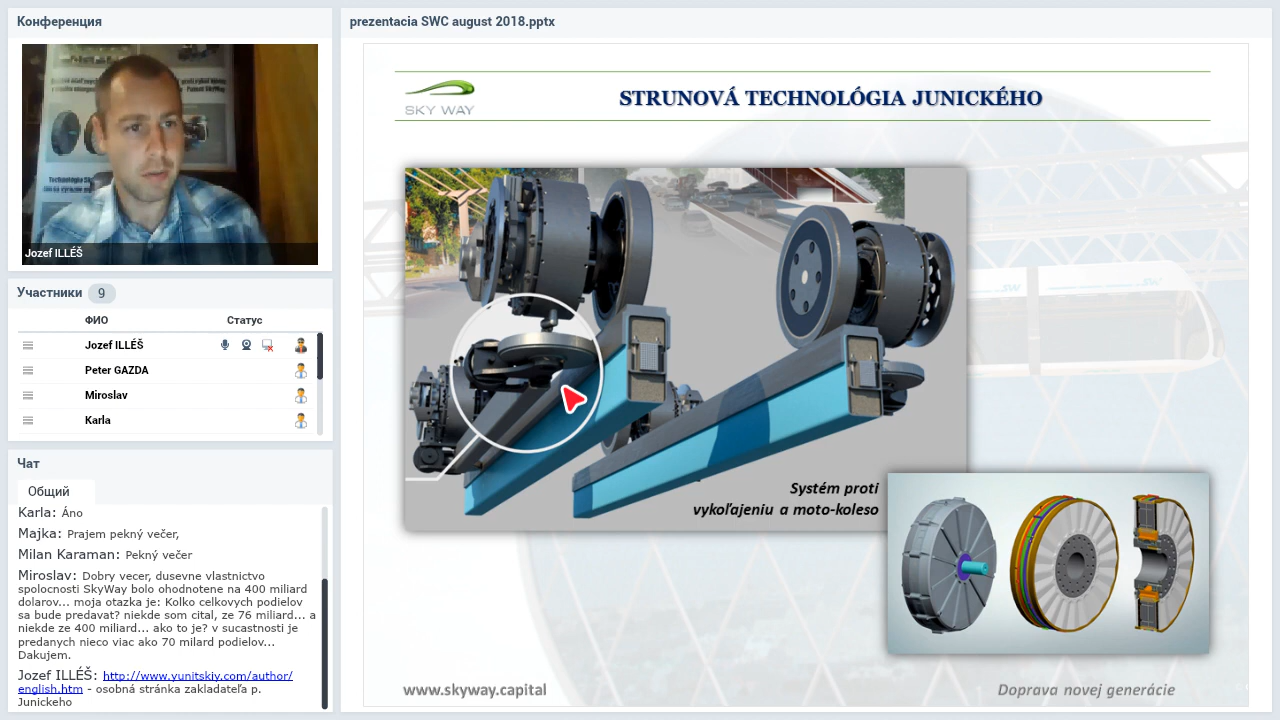 Конференция
Jozef ILLÉŠ
Участники 9
ФИО Статус
Jozef ILLÉŠ
Peter GAZDA
Miroslav
Karla
Чат
Общий
Karla: Áno
Majka: Prajem pekný večer,
Milan Karaman: Pekný večer
Miroslav: Dobry vecer, dusevne vlastnictvo
spolocnosti SkyWay bolo ohodnotene na 400 miliard
dolarov... moja otazka je: Kolko celkovych podielov
sa bude predavat? niekde som cital, ze 76 miliard... a
niekde ze 400 miliard... ako to je? v sucastnosti je
predanych nieco viac ako 70 milard podielov...
Dakujem.
Jozef ILLÉŠ: http://www.yunitskiy.com/author/
english.htm - osobná stránka zakladateľa p.
Junickeho
prezentacia SWC august 2018.pptx
SKY WAY
STRUNOVÁ TECHNOLÓGIA JUNICKÉHO
Systém proti
vykoľajeniu a moto-koleso
www.skyway.capital
Doprava novej generácie